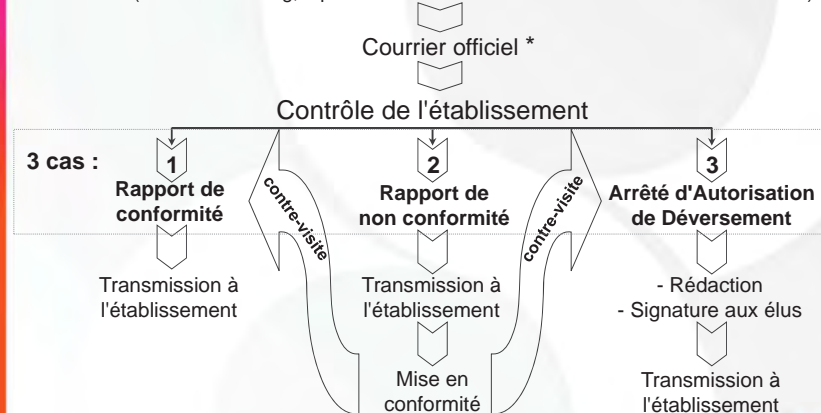 Courrier officiel *
Contrôle de l'établissement
3 cas :
1
Rapport de
conformité
contre-visite
2
Rapport de
non conformité
contre-visite
3
Arrêté d'Autorisation
de Déversement
Transmission à
l'établissement
Transmission à
l'établissement
- Rédaction
- Signature aux élus
Mise en
conformité
Transmission à
l'établissement